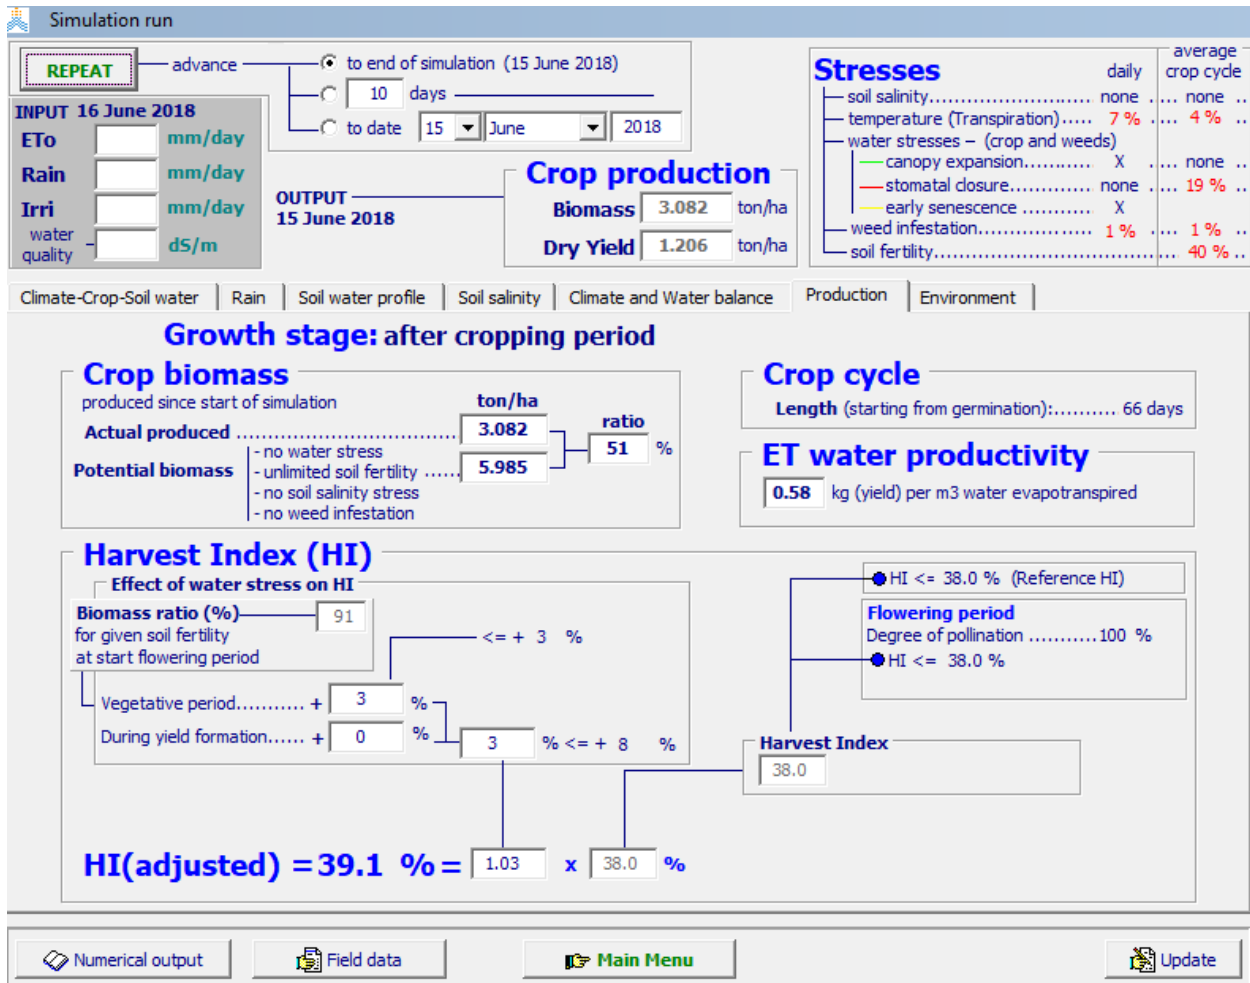 Simulation run
REPEAT
advance
to end of simulation (15 June 2018)
10 days
to date 15 June 2018
INPUT 16 June 2018
ETo mm/day
Rain mm/day
Irri mm/day
water quality dS/m
OUTPUT
15 June 2018
Crop production
Biomass 3.082 ton/ha
Dry Yield 1.206 ton/ha
Stresses daily average crop cycle
soil salinity.......................... none ..... none ..
temperature (Transpiration)..... 7 % .... 4 % ..
water stresses - (crop and weeds)
canopy expansion........... X .... none ..
stomatal closure.............. none .... 19 % ..
early senescence ............ X
weed infestation.................. 1 % .... 1 % ..
soil fertility........................................ 40 % ..
Climate-Crop-Soil water Rain Soil water profile Soil salinity Climate and Water balance Production Environment
Growth stage: after cropping period
Crop biomass
produced since start of simulation ton/ha
Actual produced ................................. 3.082
ratio
51 %
Potential biomass
- no water stress
- unlimited soil fertility ...... 5.985
- no soil salinity stress
- no weed infestation
Crop cycle
Length (starting from germination):.......... 66 days
ET water productivity
0.58 kg (yield) per m3 water evapotranspired
Harvest Index (HI)
Effect of water stress on HI
Biomass ratio (%) 91
for given soil fertility
at start flowering period
<= + 3 %
Vegetative period........... + 3 %
During yield formation...... + 0 %
3 % <= + 8 %
HI <= 38.0 % (Reference HI)
Flowering period
Degree of pollination ...........100 %
HI <= 38.0 %
Harvest Index
38.0
HI(adjusted) = 39.1 % = 1.03 x 38.0 %
Numerical output Field data Main Menu Update